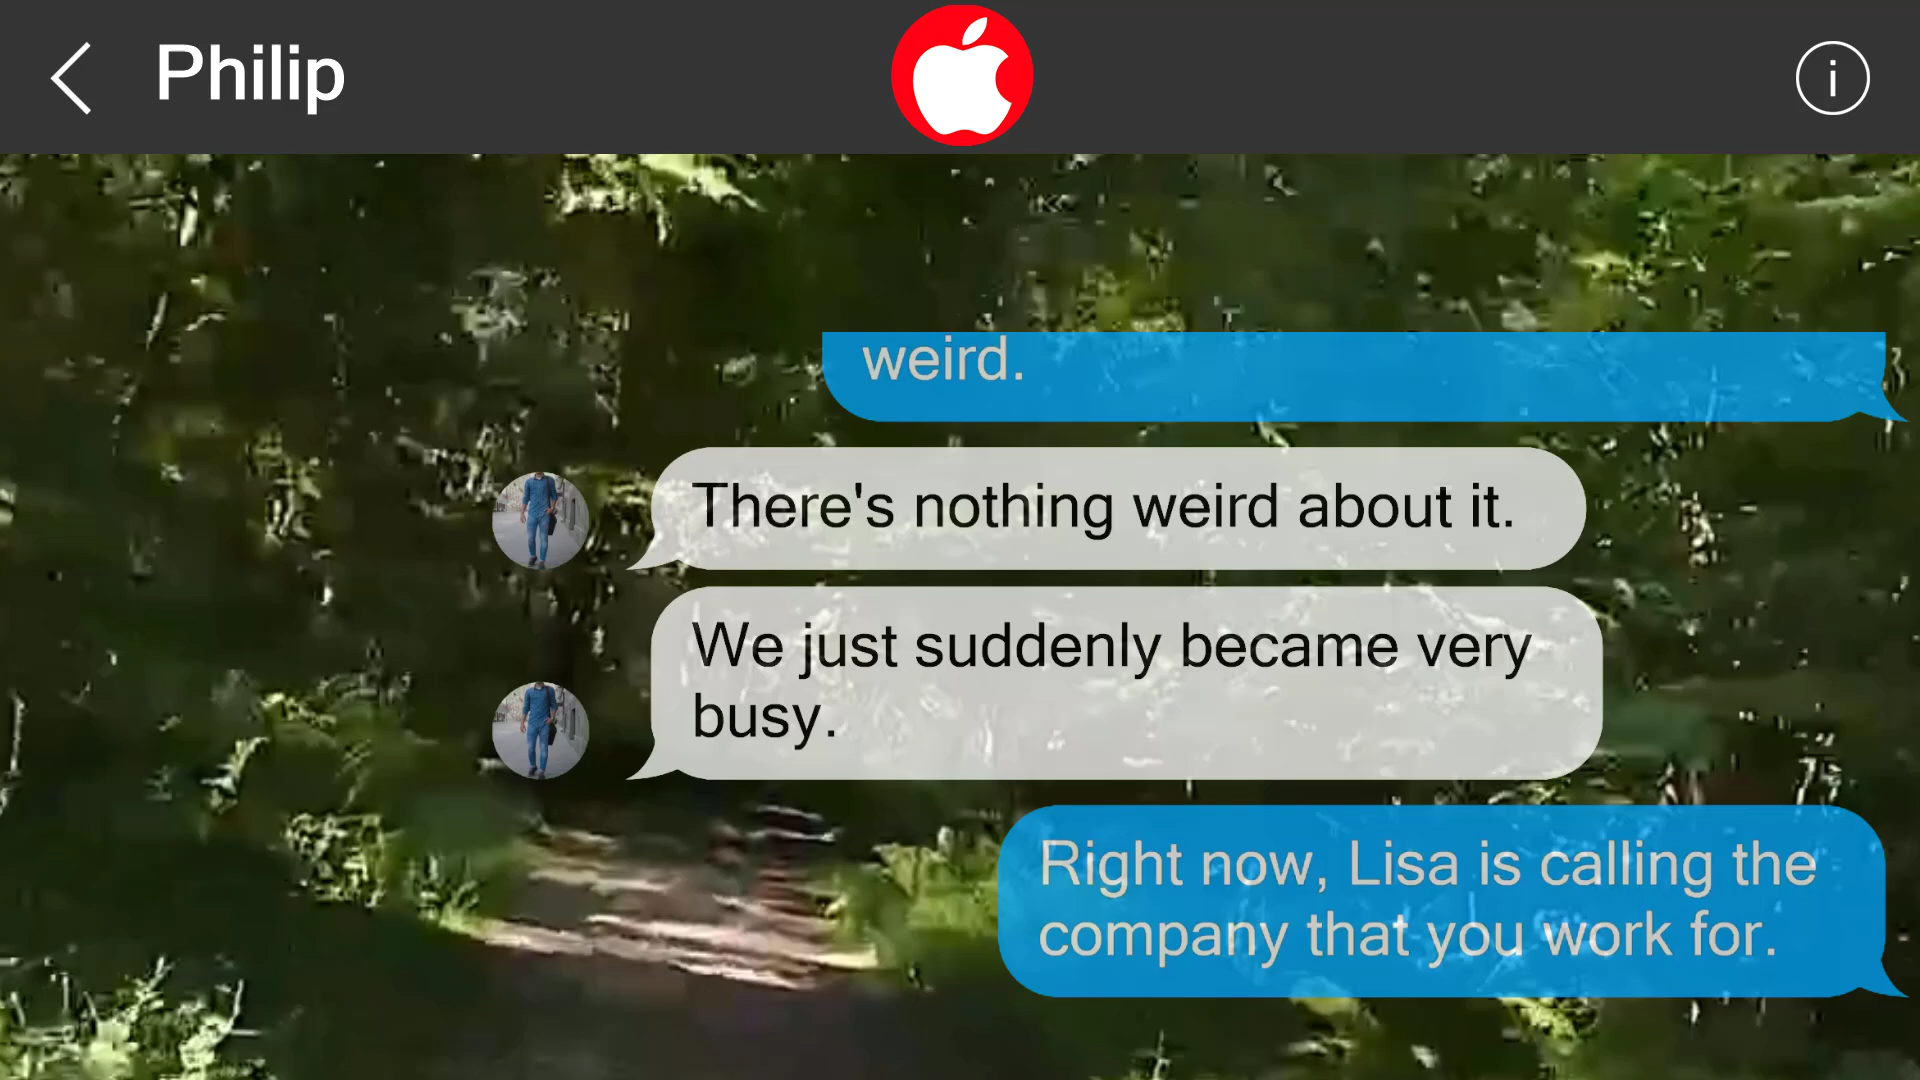 Philip
weird.
There's nothing weird about it.
We just suddenly became very
busy.
Right now, Lisa is calling the
company that you work for.